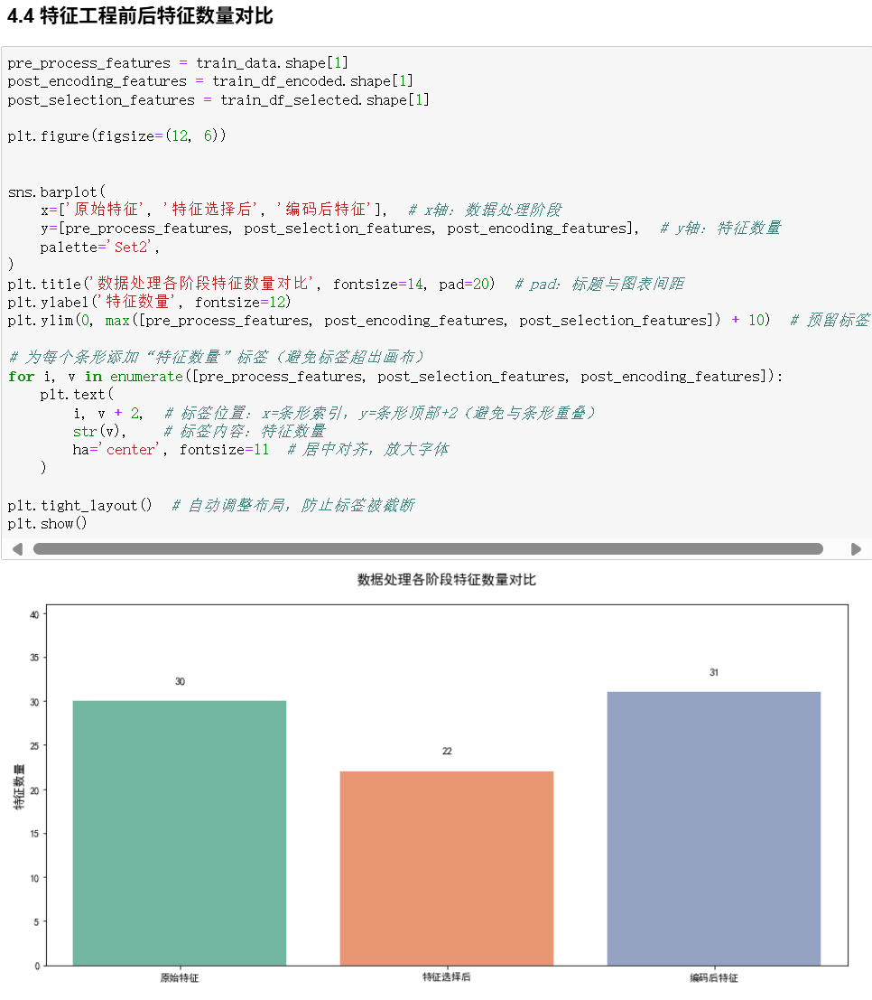 4.4 特征工程前后特征数量对比
pre_process_features = train_data.shape[1]
post_encoding_features = train_df_encoded.shape[1]
post_selection_features = train_df_selected.shape[1]
plt.figure(figsize=(12, 6))
sns.barplot(
x=['原始特征', '特征选择后', '编码后特征'],  # x轴：数据处理阶段
y=[pre_process_features, post_selection_features, post_encoding_features],  # y轴：特征数量
palette='Set2',
)
plt.title('数据处理各阶段特征数量对比', fontsize=14, pad=20)  # pad：标题与图表间距
plt.ylabel('特征数量', fontsize=12)
plt.ylim(0, max([pre_process_features, post_encoding_features, post_selection_features]) + 10)  # 预留标签
# 为每个条形添加“特征数量”标签（避免标签超出画布）
for i, v in enumerate([pre_process_features, post_selection_features, post_encoding_features]):
plt.text(
i, v + 2,  # 标签位置：x=条形索引，y=条形顶部+2（避免与条形重叠）
str(v),  # 标签内容：特征数量
ha='center', fontsize=11  # 居中对齐，放大字体
)
plt.tight_layout()  # 自动调整布局，防止标签被截断
plt.show()
数据处理各阶段特征数量对比
特征数量
40
35
30
25
20
15
10
5
0
30
22
31
原始特征
特征选择后
编码后特征